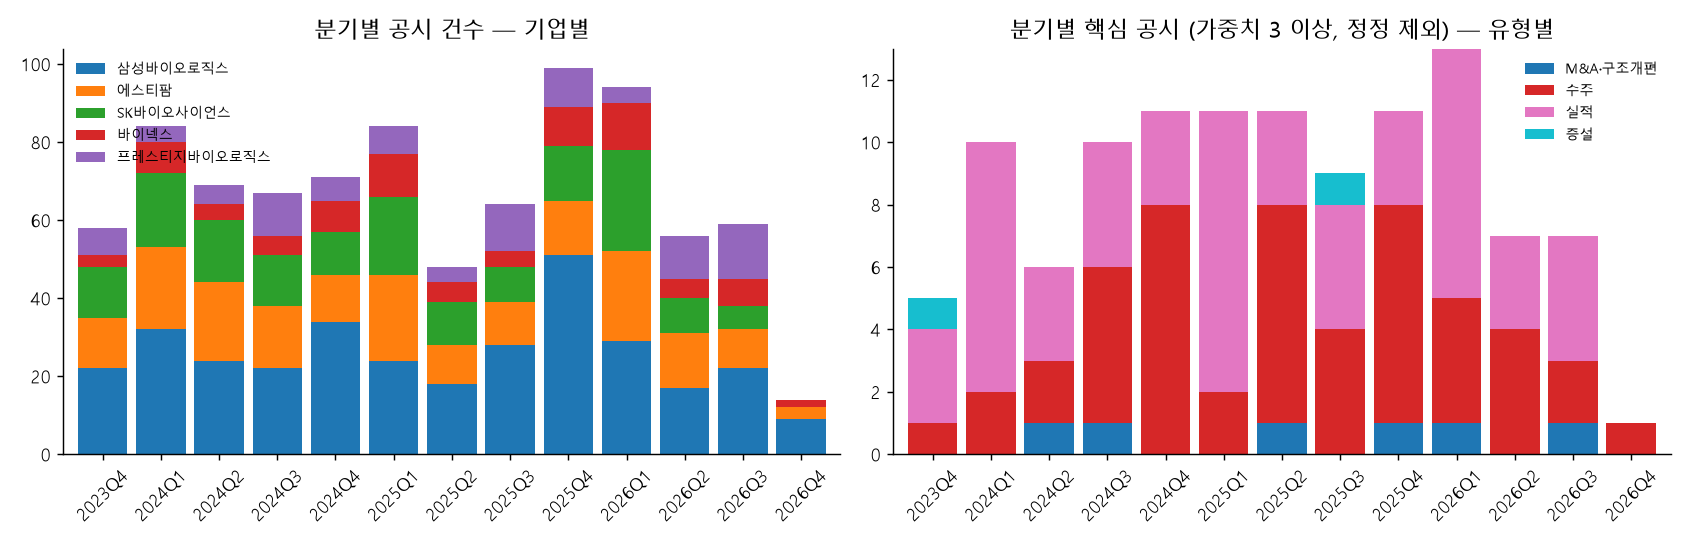 분기별 공시 건수 — 기업별
100
80
60
40
20
0
삼성바이오로직스
에스티팜
SK바이오사이언스
바이넥스
프레스티지바이오로직스
2023Q4
2024Q1
2024Q2
2024Q3
2024Q4
2025Q1
2025Q2
2025Q3
2025Q4
2026Q1
2026Q2
2026Q3
2026Q4
분기별 핵심 공시 (가중치 3 이상, 정정 제외) — 유형별
12
10
8
6
4
2
0
M&A·구조개편
수주
실적
증설
2023Q4
2024Q1
2024Q2
2024Q3
2024Q4
2025Q1
2025Q2
2025Q3
2025Q4
2026Q1
2026Q2
2026Q3
2026Q4